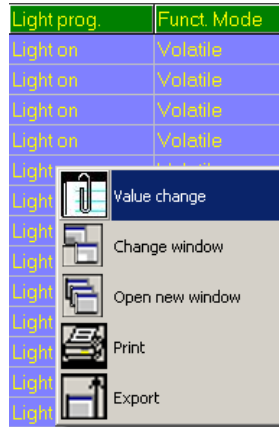 Light prog. Funct. Mode
Light on Volatile
Light on Volatile
Light on Volatile
Light on Volatile
Light
Light
Value change
Light
Change window
Light
Light
Open new window
Light
Light
Print
Light
Light
Export